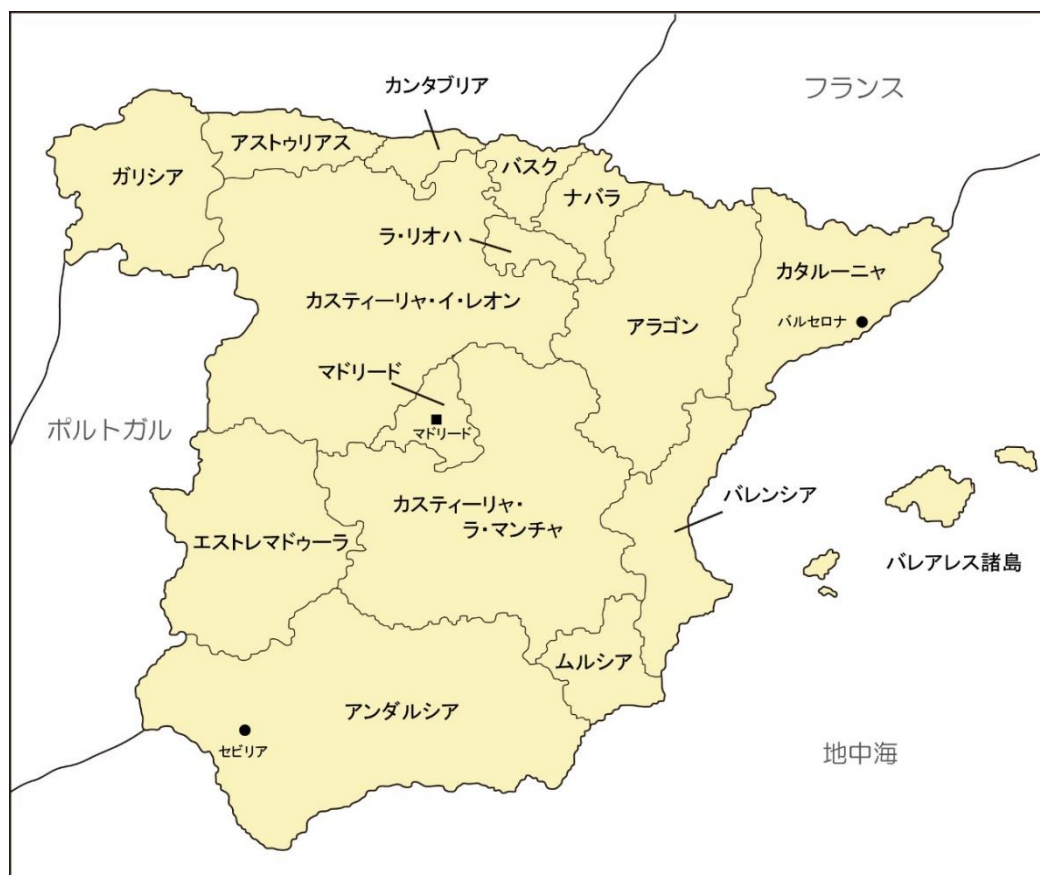 カンタブリア
フランス
アストゥリアス
ガリシア
バスク
ナバラ
ラ・リオハ
カタルーニャ
カスティーリャ・イ・レオン
アラゴン
バルセロナ
マドリード
マドリード
ポルトガル
カスティーリャ・
ラ・マンチャ
バレンシア
エストレマドゥーラ
バレアレス諸島
ムルシア
アンダルシア
セビリア
地中海